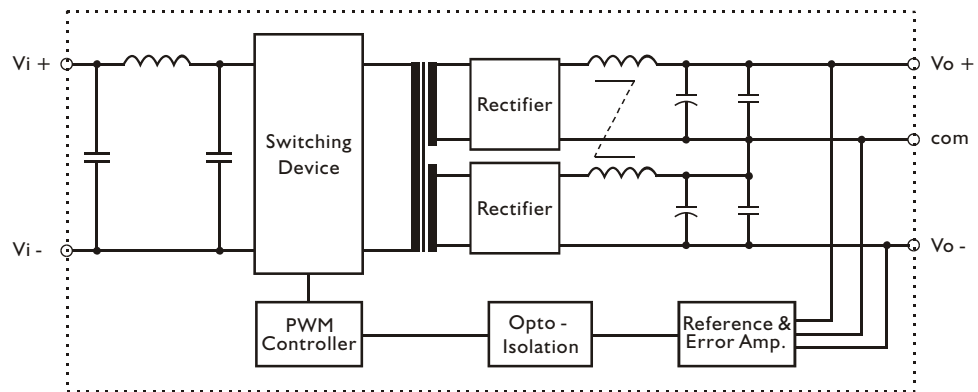 Vi +
Vo +
Rectifier
com
Switching
Device
Rectifier
Vi -
Vo -
PWM
Controller
Opto -
Isolation
Reference &
Error Amp.